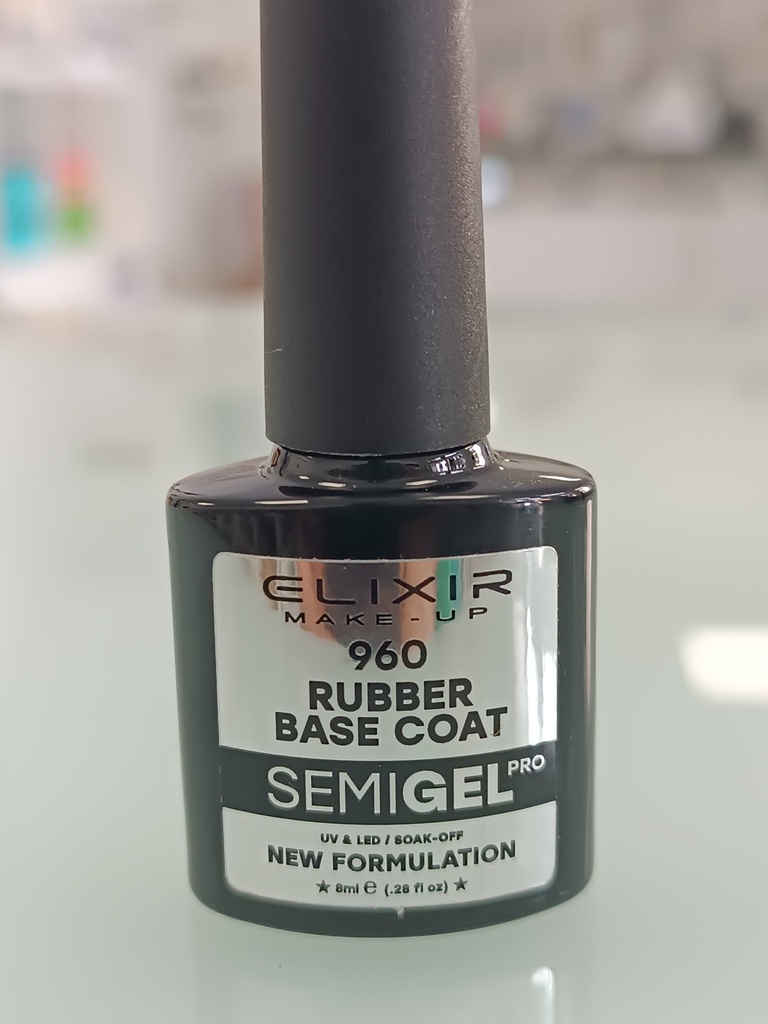 ELIXIR
MAKE-UP
960
RUBBER
BASE COAT
SEMIGEL PRO
UV & LED / SOAK-OFF
NEW FORMULATION
★ 8ml ℮ (.28 fl oz) ★